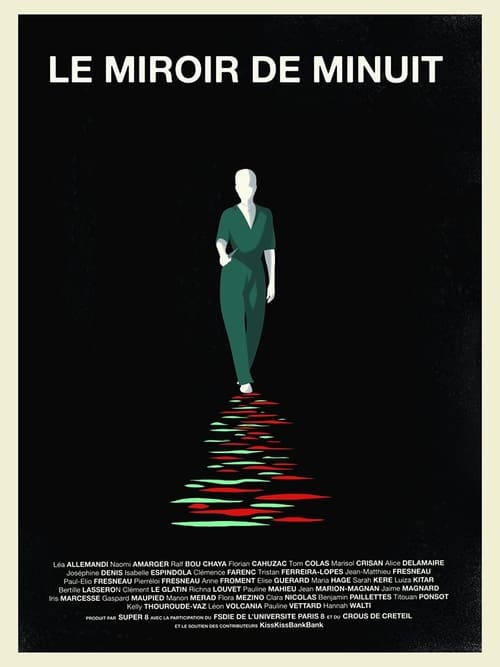 LE MIROIR DE MINUIT
Léa ALLEMANDI Naomi AMARGER Ralf BOU CHAYA Florian CAHUZAC Tom COLAS Marisol CRISAN Alice DELAMAIRE
Joséphine DENIS Isabelle ESPINDOLA Clémence FARENC Tristan FERREIRA-LOPES Jean-Matthieu FRESNEAU
Paul-Elio FRESNEAU Pierréloi FRESNEAU Anne FROMENT Elise GUERARD Maria HAGE Sarah KERE Luiza KITAR
Bertille LASSERON Clément LE GLATIN Richna LOUVET Pauline MAHIEU Jean MARION-MAGNAN Jaime MAGNARD
Iris MARCESSE Gaspard MAUPIED Manon MERAD Flora MEZINO Clara NICOLAS Benjamin PAILLETTES Titouan PONSOT
Kelly THOUROUDE-VAZ Léon VOLCANIA Pauline VETTARD Hannah WALTI
PRODUIT PAR SUPER 8 AVEC LA PARTICIPATION DU FSDIE DE L'UNIVERSITE PARIS 8 ET DU CROUS DE CRETEIL
ET LE SOUTIEN DES CONTRIBUTEURS KissKissBankBank